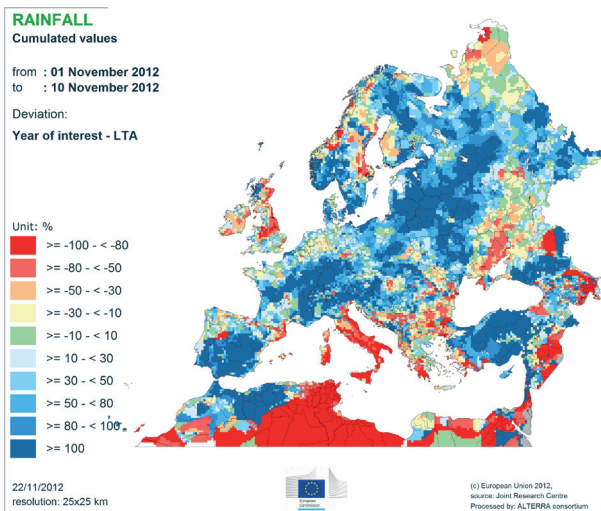 RAINFALL
Cumulated values
from : 01 November 2012
to : 10 November 2012
Deviation:
Year of interest - LTA
Unit: %
>= -100 - < -80
>= -80 - < -50
>= -50 - < -30
>= -30 - < -10
>= -10 - < 10
>= 10 - < 30
>= 30 - < 50
>= 50 - < 80
>= 80 - < 100
>= 100
22/11/2012
resolution: 25x25 km
European
Commission
(c) European Union 2012,
source: Joint Research Centre
Processed by: ALTERRA consortium